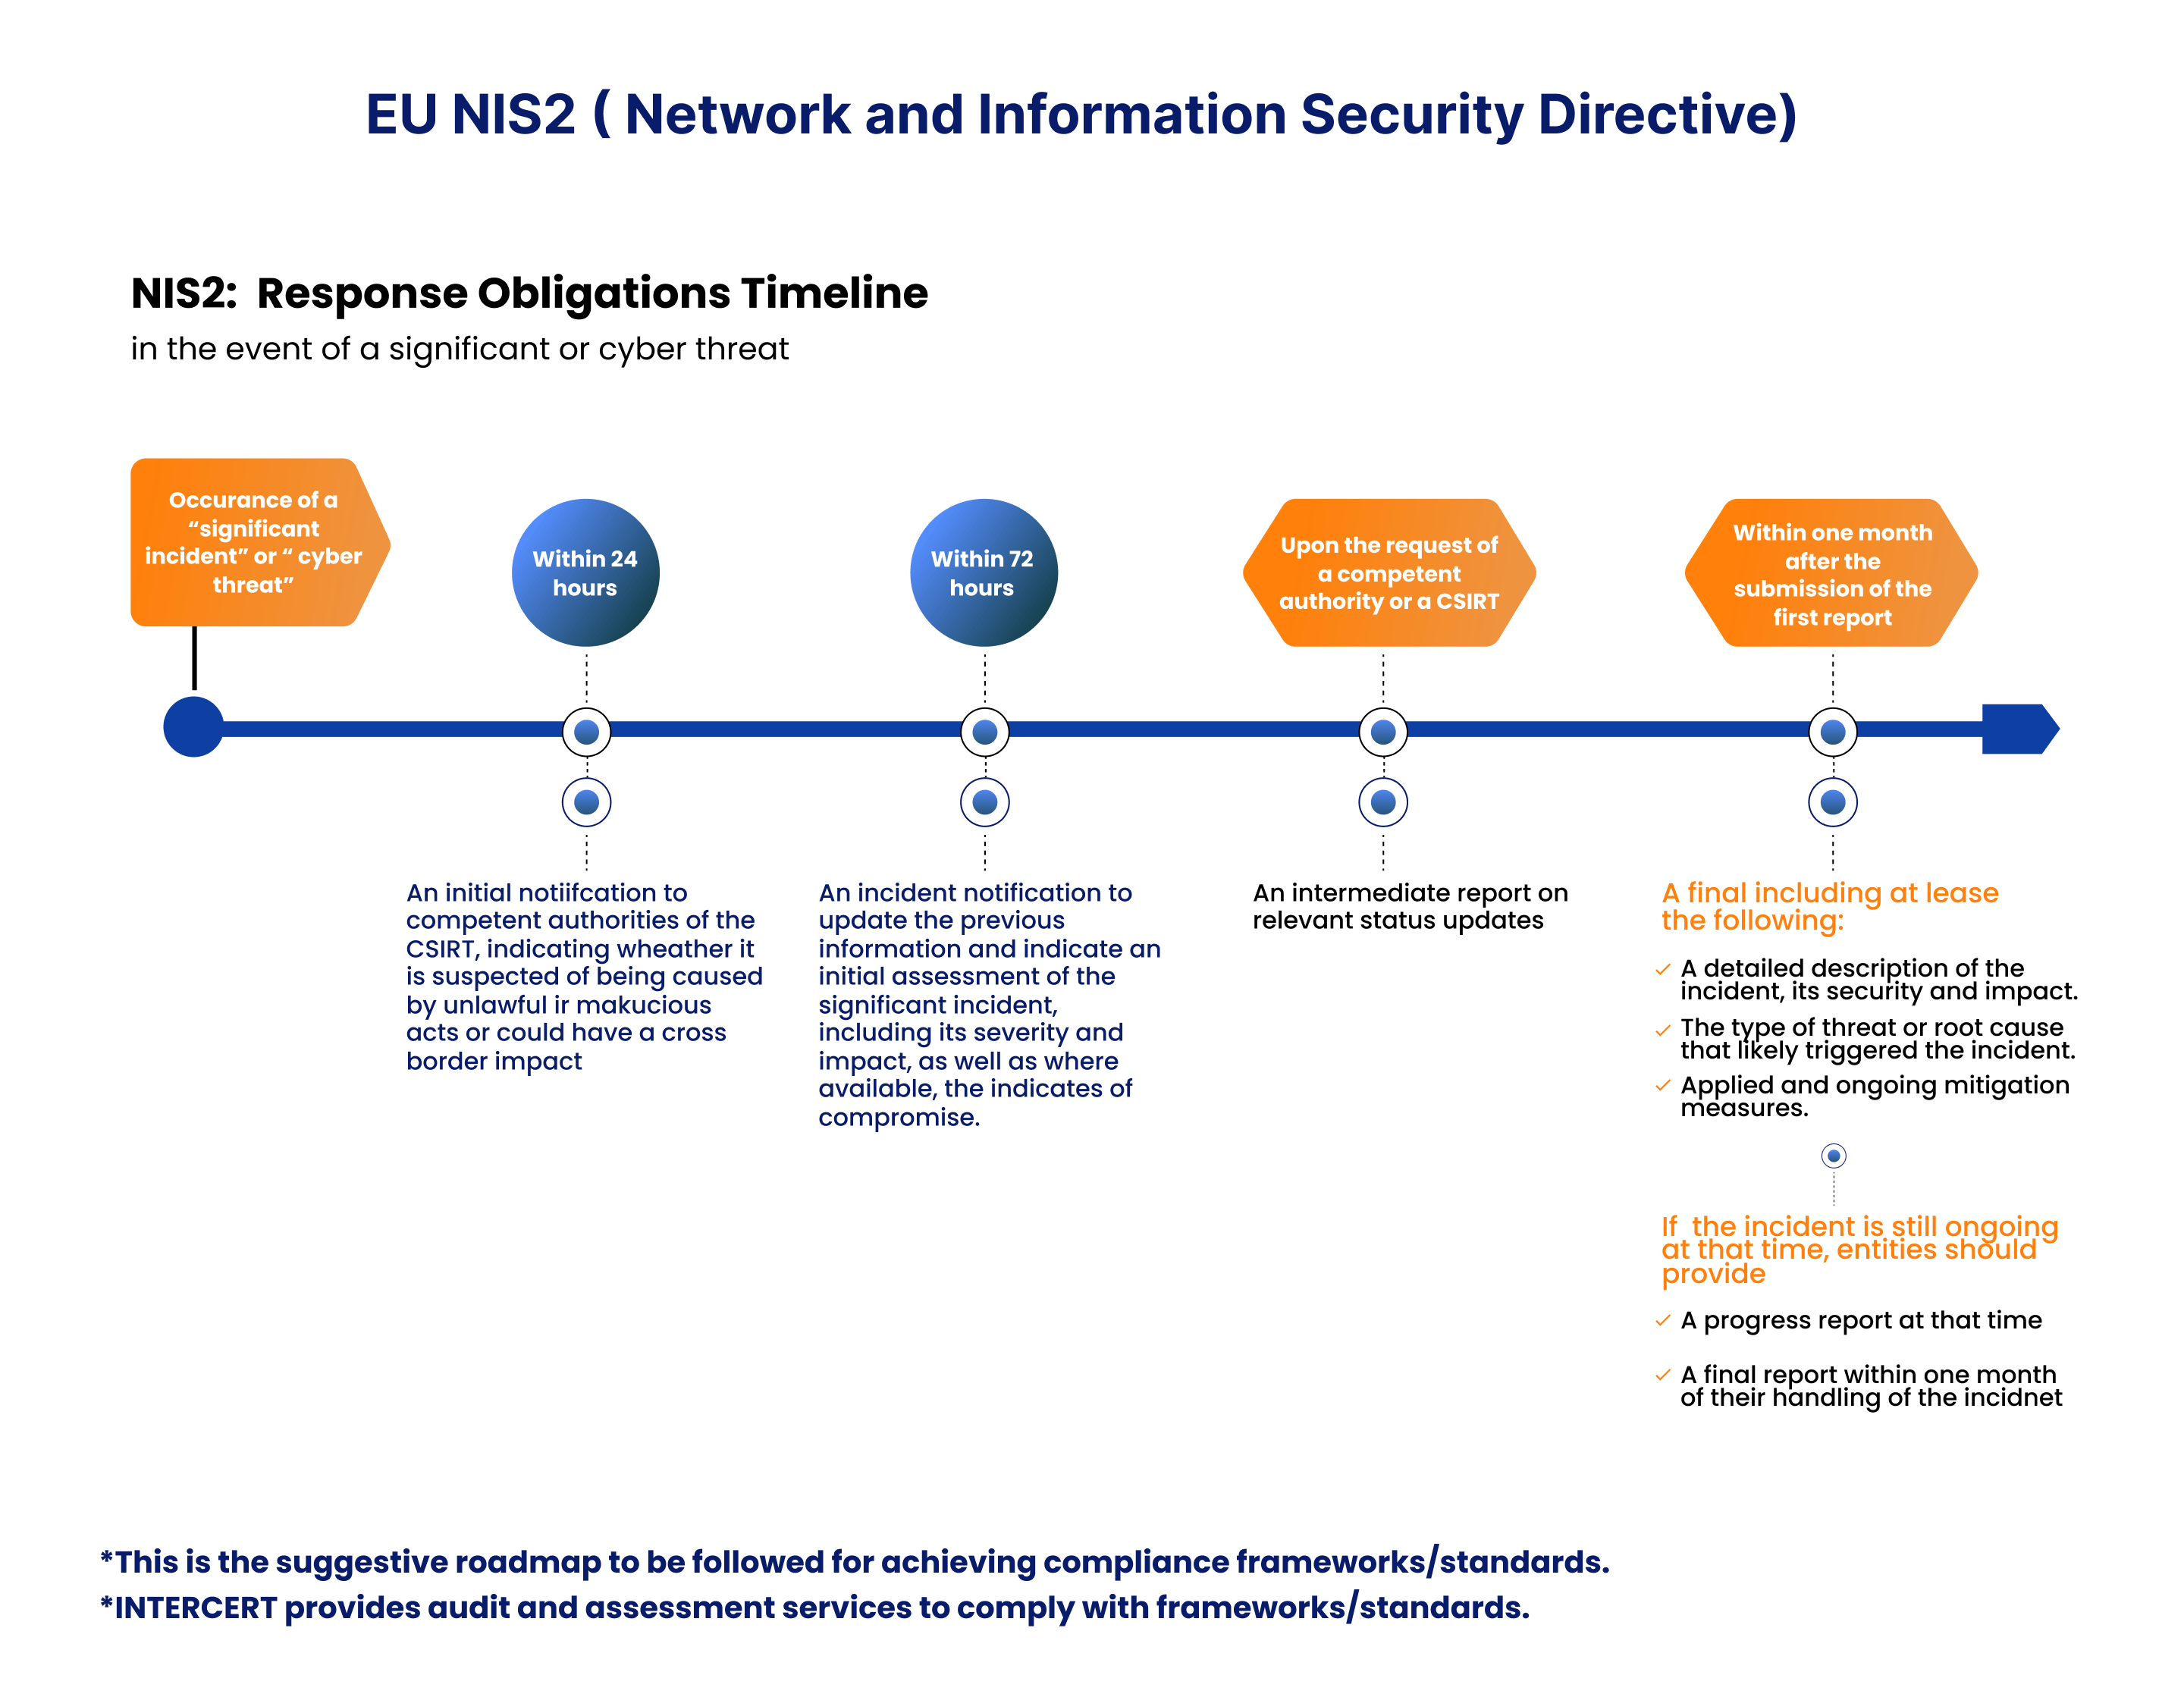 EU NIS2 ( Network and Information Security Directive)
NIS2:  Response Obligations Timeline
in the event of a significant or cyber threat
Occurance of a
“significant
incident” or “ cyber
threat”
Within 24
hours
Within 72
hours
Upon the request of
a competent
authority or a CSIRT
Within one month
after the
submission of the
first report
An initial notiifcation to
competent authorities of the
CSIRT, indicating wheather it
is suspected of being caused
by unlawful ir makucious
acts or could have a cross
border impact
An incident notification to
update the previous
information and indicate an
initial assessment of the
significant incident,
including its severity and
impact, as well as where
available, the indicates of
compromise.
An intermediate report on
relevant status updates
A final including at lease
the following:
A detailed description of the
incident, its security and impact.
The type of threat or root cause
that likely triggered the incident.
Applied and ongoing mitigation
measures.
If  the incident is still ongoing
at that time, entities should
provide
A progress report at that time
A final report within one month
of their handling of the incidnet
*This is the suggestive roadmap to be followed for achieving compliance frameworks/standards.
*INTERCERT provides audit and assessment services to comply with frameworks/standards.